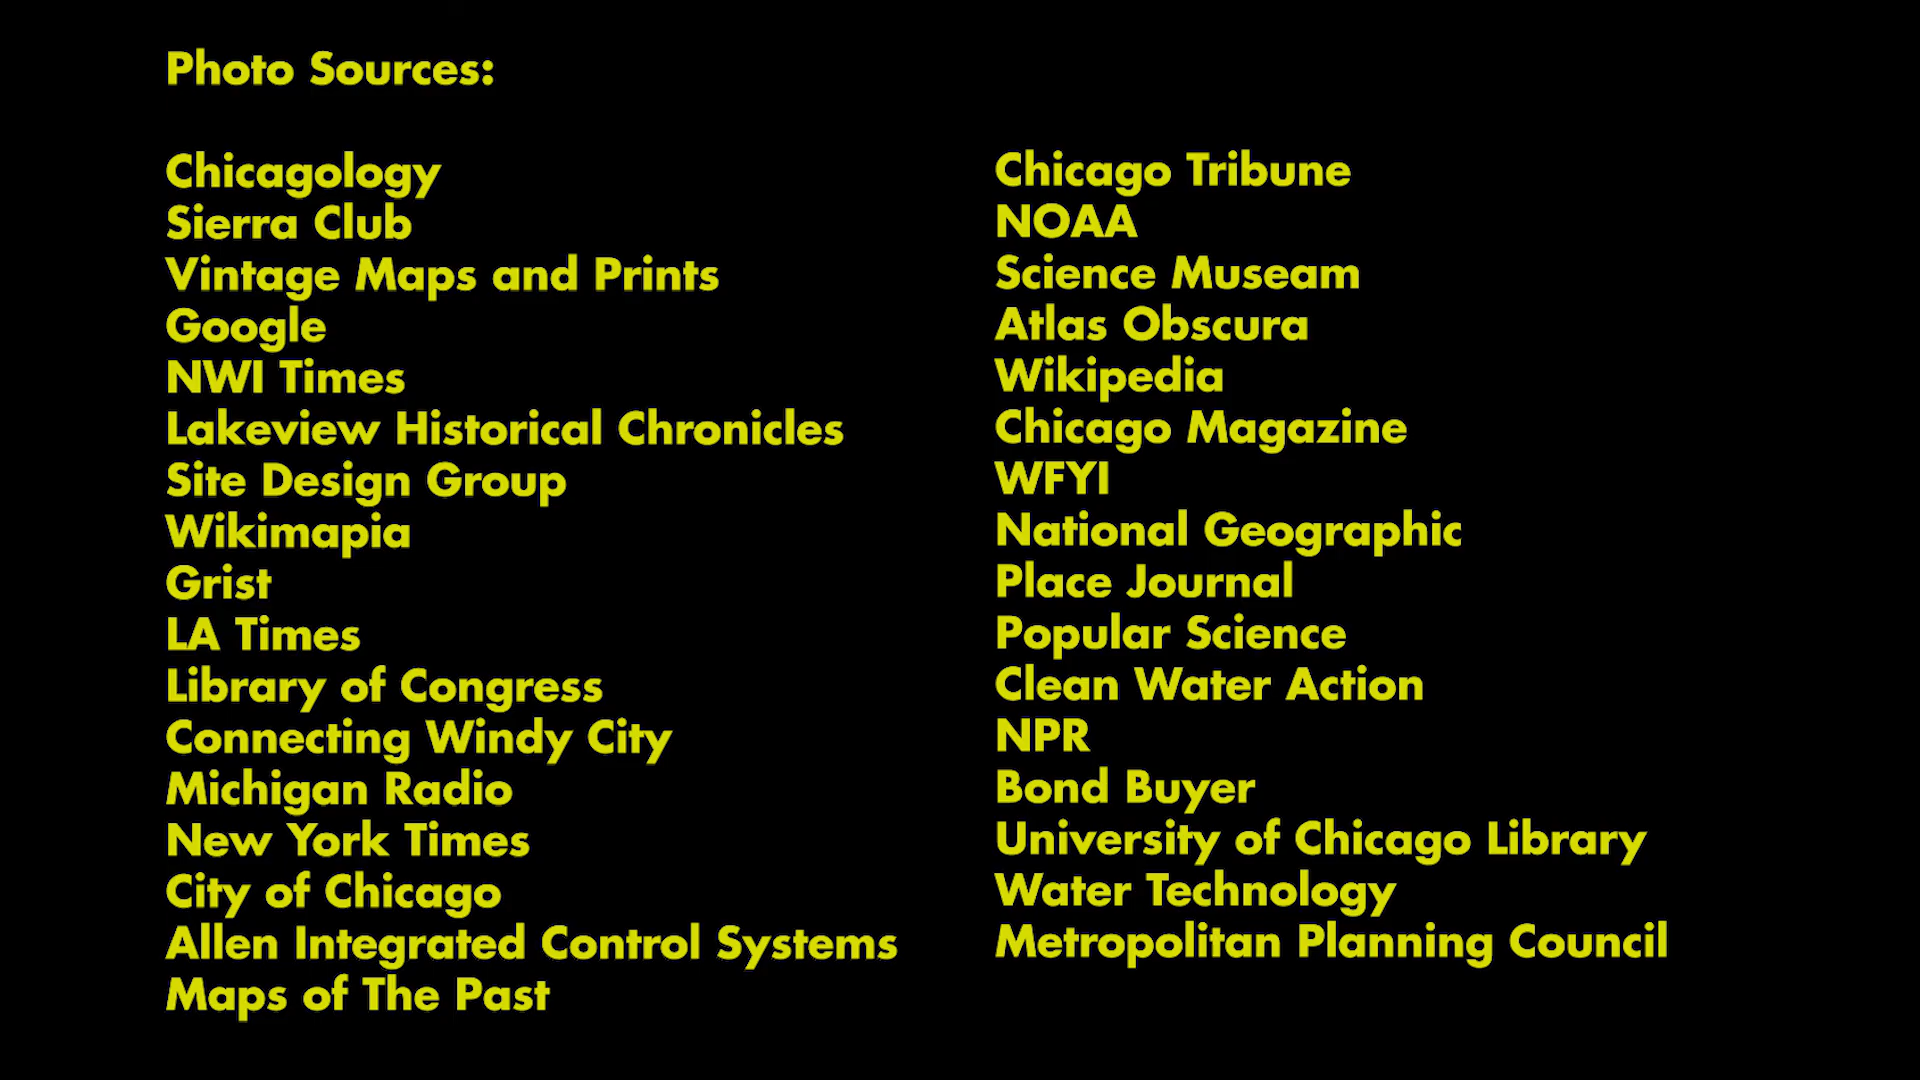 Photo Sources:
Chicagology
Sierra Club
Vintage Maps and Prints
Google
NWI Times
Lakeview Historical Chronicles
Site Design Group
Wikimapia
Grist
LA Times
Library of Congress
Connecting Windy City
Michigan Radio
New York Times
City of Chicago
Allen Integrated Control Systems
Maps of The Past
Chicago Tribune
NOAA
Science Museam
Atlas Obscura
Wikipedia
Chicago Magazine
WFYI
National Geographic
Place Journal
Popular Science
Clean Water Action
NPR
Bond Buyer
University of Chicago Library
Water Technology
Metropolitan Planning Council